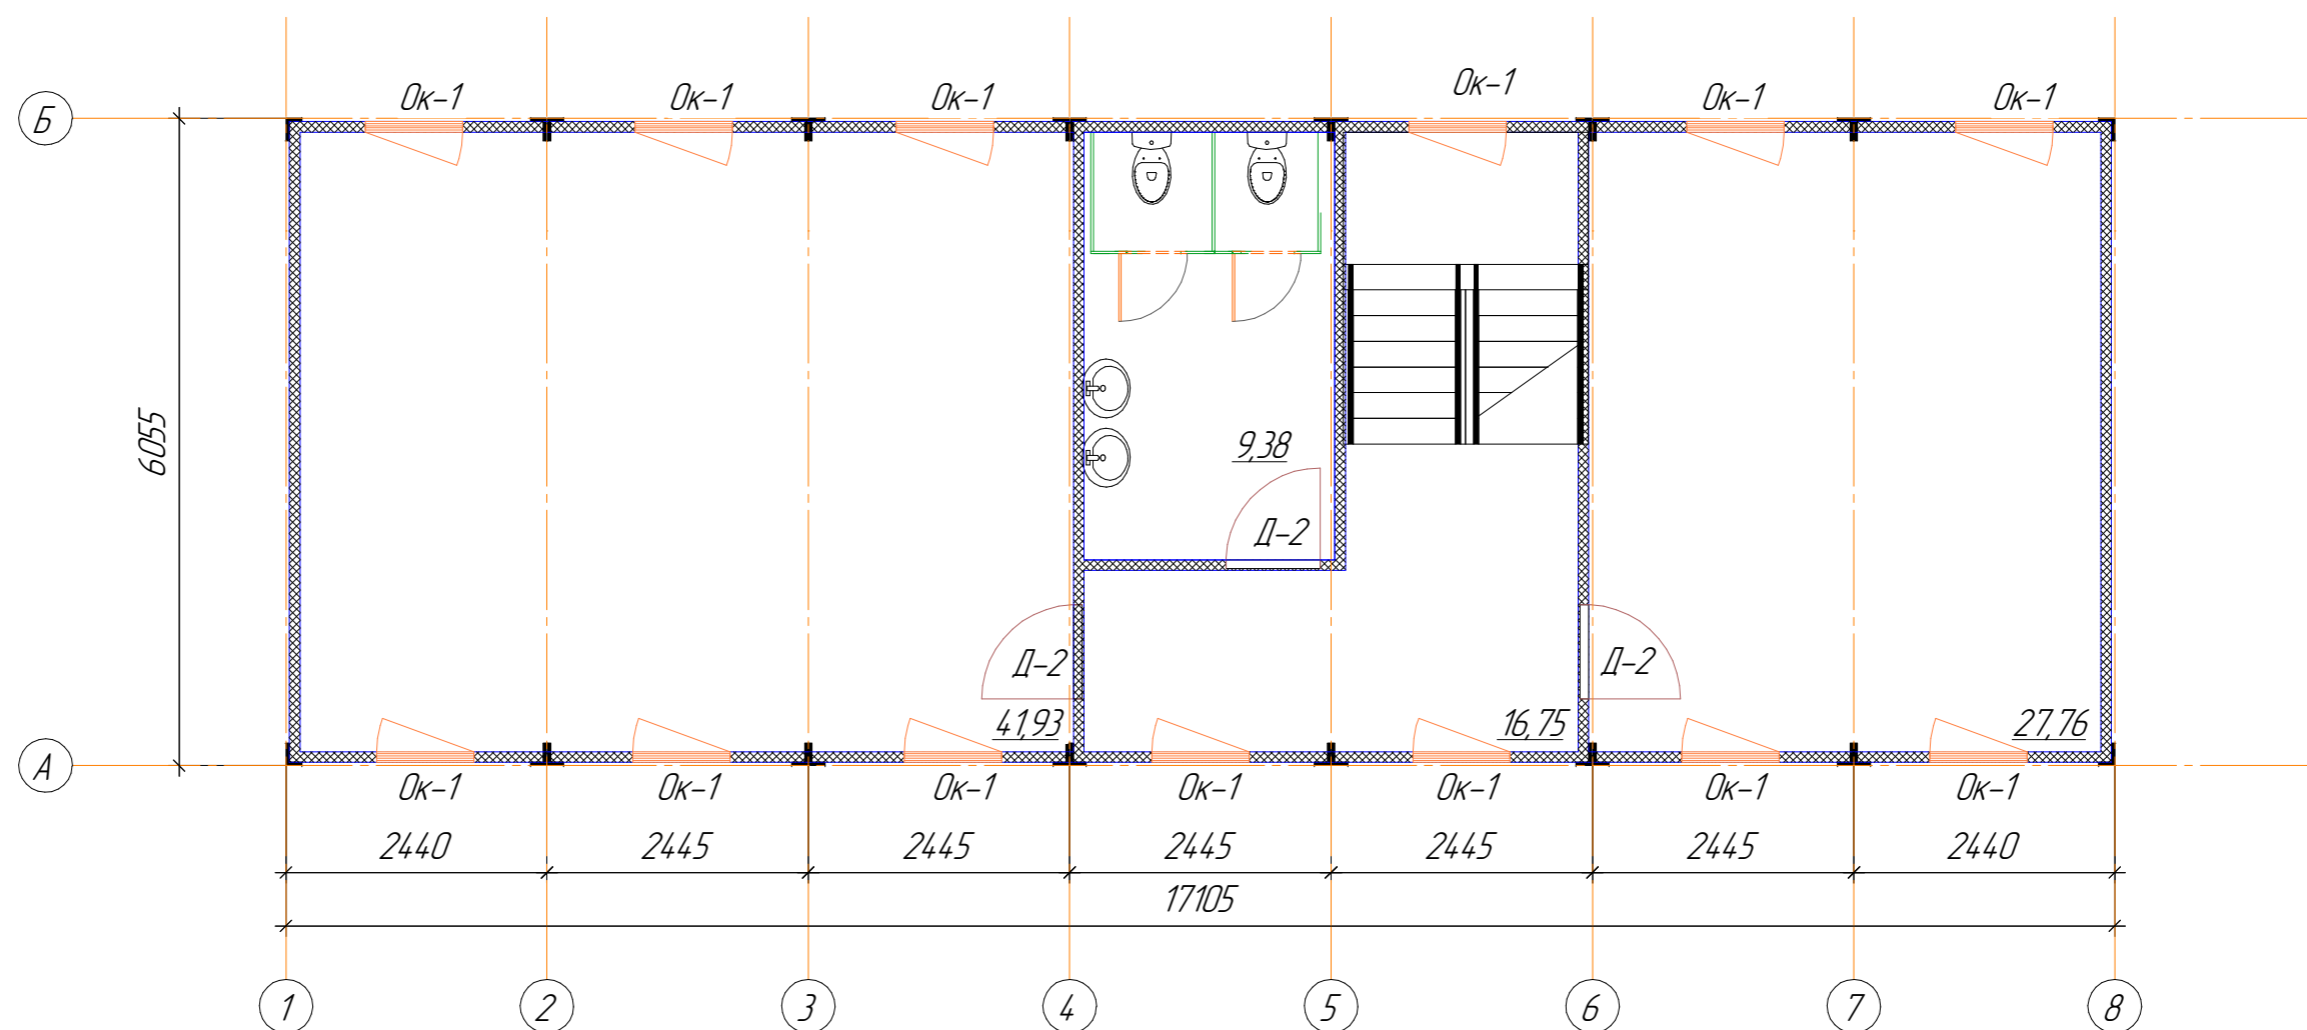 Ок-1 Ок-1 Ок-1 Ок-1 Ок-1 Ок-1
Б
6055
9,38
Д-2
Д-2 Д-2
41,93 16,75 27,76
А
Ок-1 Ок-1 Ок-1 Ок-1 Ок-1 Ок-1 Ок-1
2440 2445 2445 2445 2445 2445 2440
17105
1 2 3 4 5 6 7 8